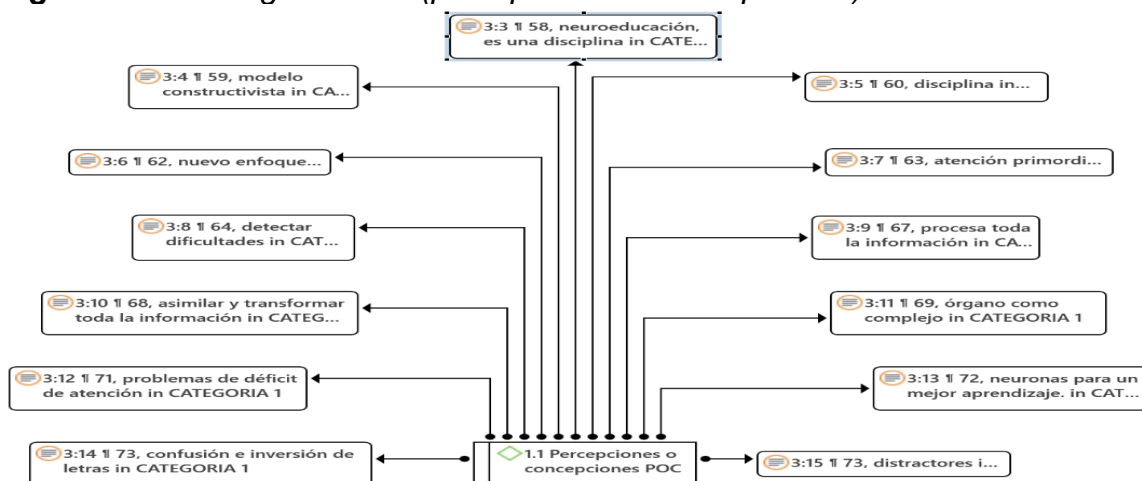 3:3 ¶ 58, neuroeducación,
es una disciplina in CATE...
3:4 ¶ 59, modelo
constructivista in CA...
3:5 ¶ 60, disciplina in...
3:6 ¶ 62, nuevo enfoque...
3:7 ¶ 63, atención primordi...
3:8 ¶ 64, detectar
dificultades in CAT...
3:9 ¶ 67, procesa toda
la información in CA...
3:10 ¶ 68, asimilar y transformar
toda la información in CATEG...
3:11 ¶ 69, órgano como
complejo in CATEGORIA 1
3:12 ¶ 71, problemas de déficit
de atención in CATEGORIA 1
3:13 ¶ 72, neuronas para un
mejor aprendizaje. in CAT...
3:14 ¶ 73, confusión e inversión de
letras in CATEGORIA 1
1.1 Percepciones o
concepciones POC
3:15 ¶ 73, distractores i...